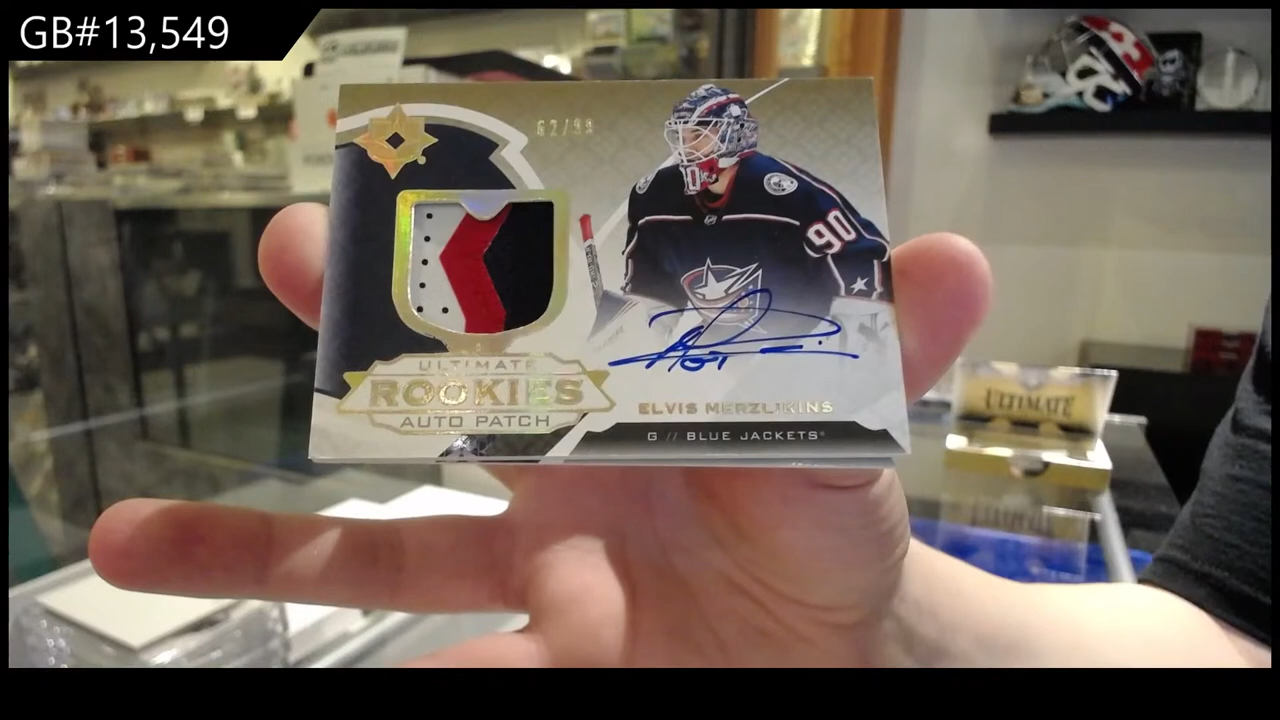 GB#13,549
62/99
90
ULTIMATE
ROOKIES
AUTO PATCH
ELVIS MERZLIKINS
G // BLUE JACKETS
ULTIMATE